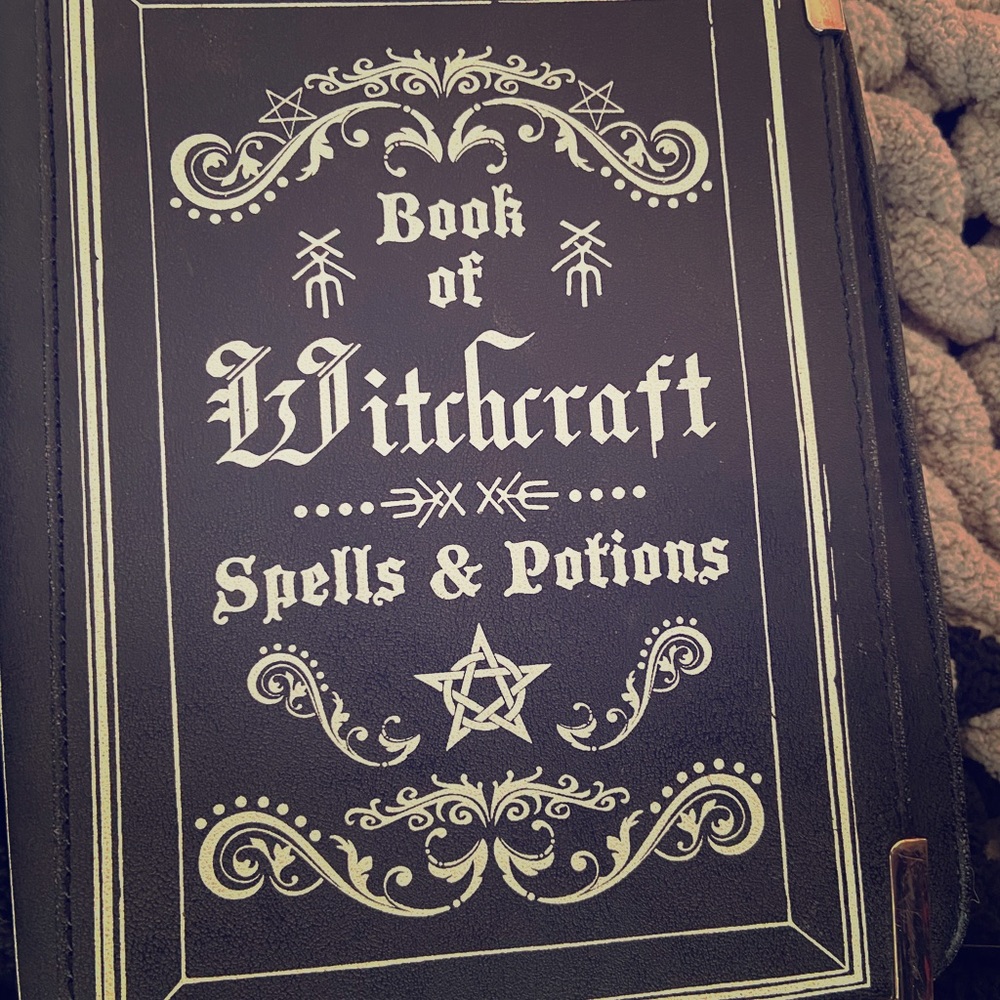 Book
of
Witchcraft
Spells & Potions